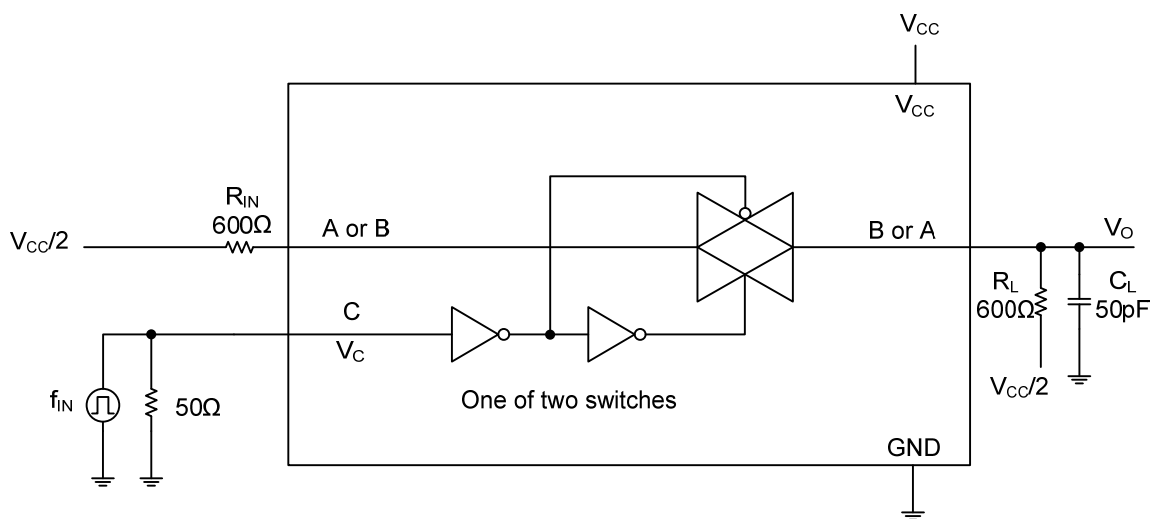 VCC
VCC
RIN
600Ω
A or B
B or A
VO
VCC/2
RL
600Ω
CL
50pF
C
VC
VCC/2
fIN
50Ω
One of two switches
GND